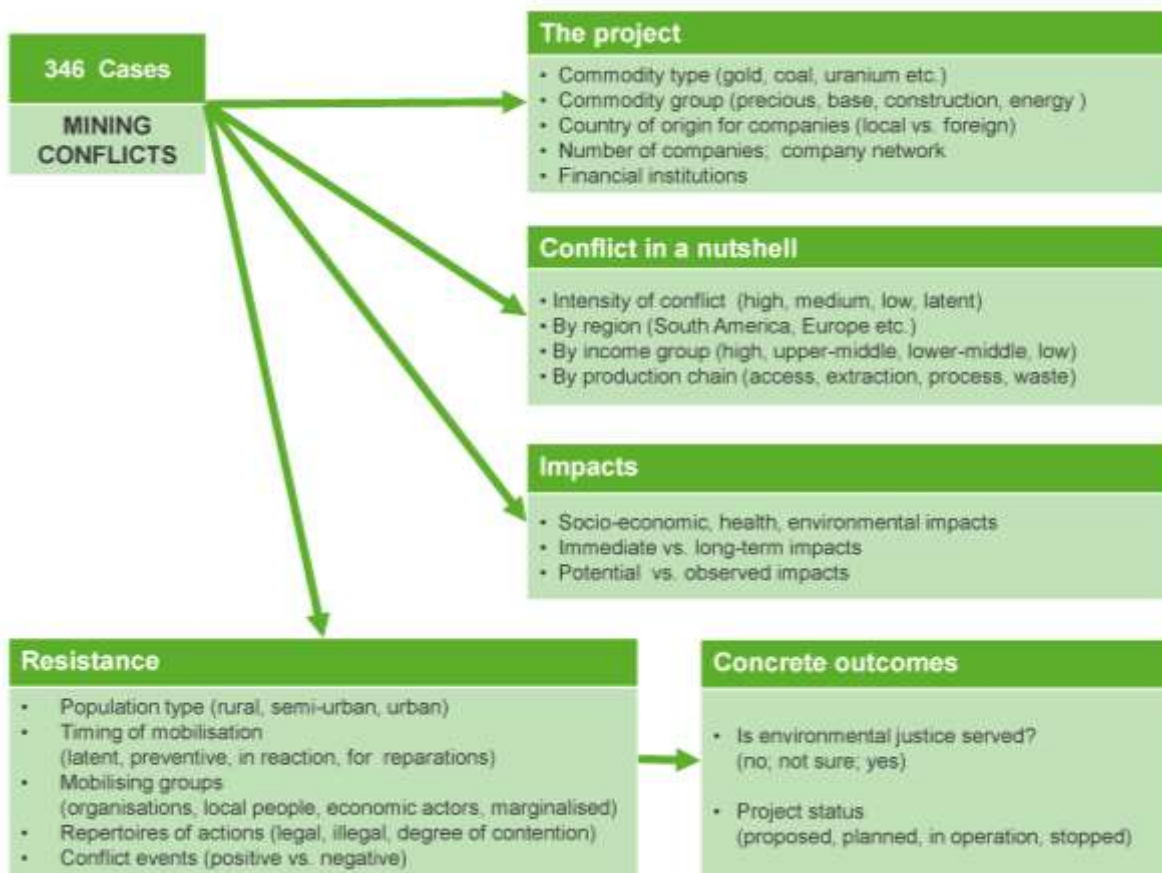 346 Cases
MINING
CONFLICTS
The project
• Commodity type (gold, coal, uranium etc.)
• Commodity group (precious, base, construction, energy )
• Country of origin for companies (local vs. foreign)
• Number of companies; company network
• Financial institutions
Conflict in a nutshell
• Intensity of conflict (high, medium, low, latent)
• By region (South America, Europe etc.)
• By income group (high, upper-middle, lower-middle, low)
• By production chain (access, extraction, process, waste)
Impacts
• Socio-economic, health, environmental impacts
• Immediate vs. long-term impacts
• Potential vs. observed impacts
Resistance
• Population type (rural, semi-urban, urban)
• Timing of mobilisation
(latent, preventive, in reaction, for reparations)
• Mobilising groups
(organisations, local people, economic actors, marginalised)
• Repertoires of actions (legal, illegal, degree of contention)
• Conflict events (positive vs. negative)
Concrete outcomes
• Is environmental justice served?
(no; not sure; yes)
• Project status
(proposed, planned, in operation, stopped)